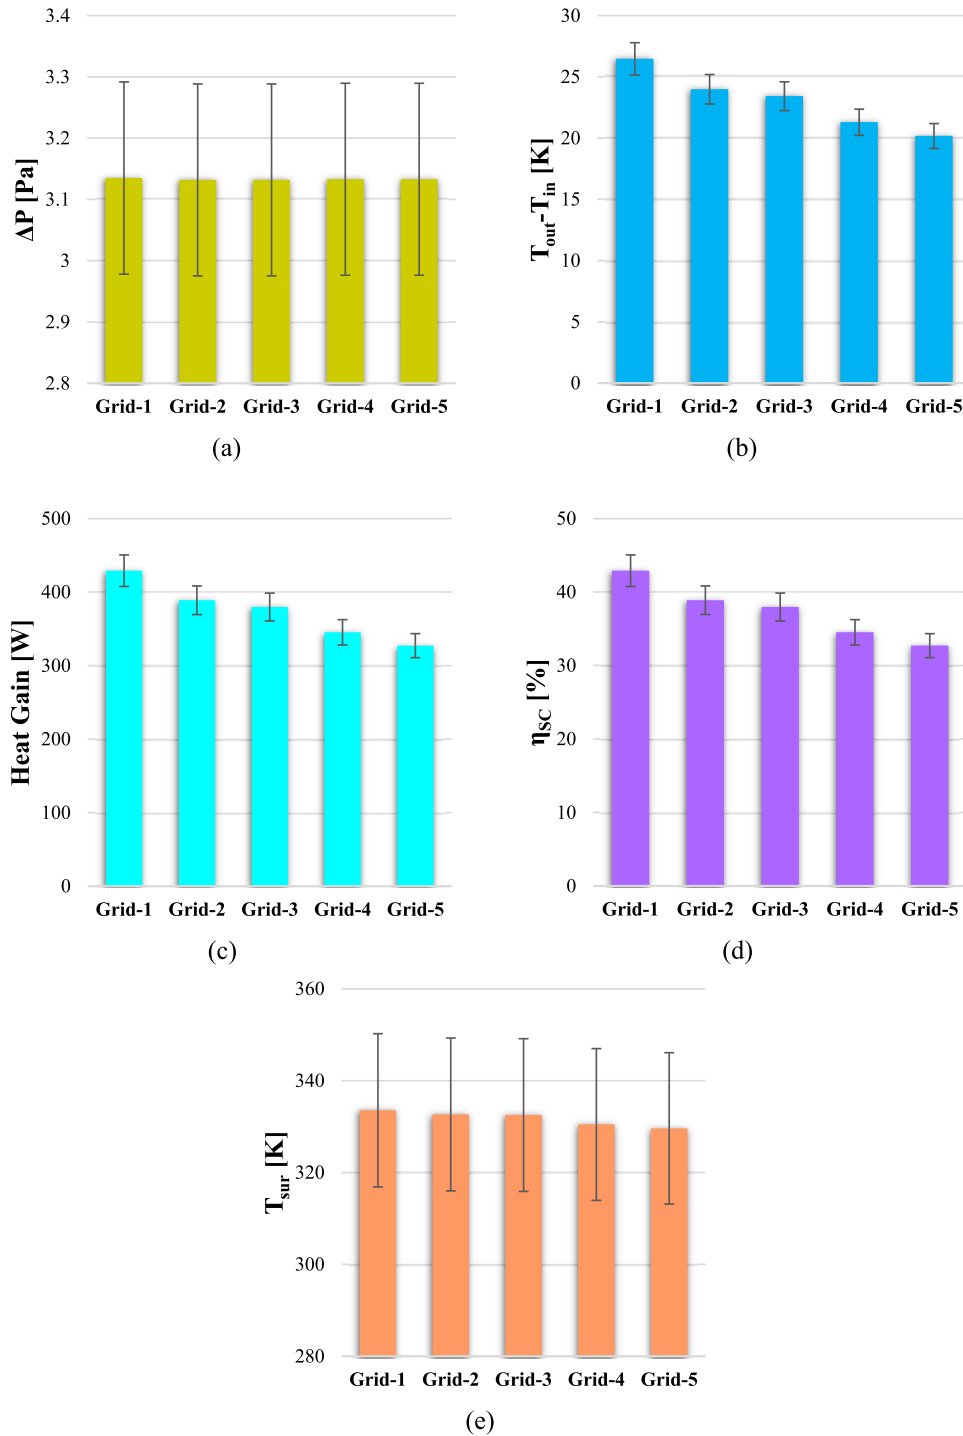 3.4
3.3
3.2
3.1
3
2.9
2.8
ΔP [Pa]
Grid-1 Grid-2 Grid-3 Grid-4 Grid-5
(a)
30
25
20
15
10
5
0
Tout-Tin [K]
Grid-1 Grid-2 Grid-3 Grid-4 Grid-5
(b)
500
400
300
200
100
0
Heat Gain [W]
Grid-1 Grid-2 Grid-3 Grid-4 Grid-5
(c)
50
40
30
20
10
0
ηSC [%]
Grid-1 Grid-2 Grid-3 Grid-4 Grid-5
(d)
360
340
320
300
280
Tsur [K]
Grid-1 Grid-2 Grid-3 Grid-4 Grid-5
(e)